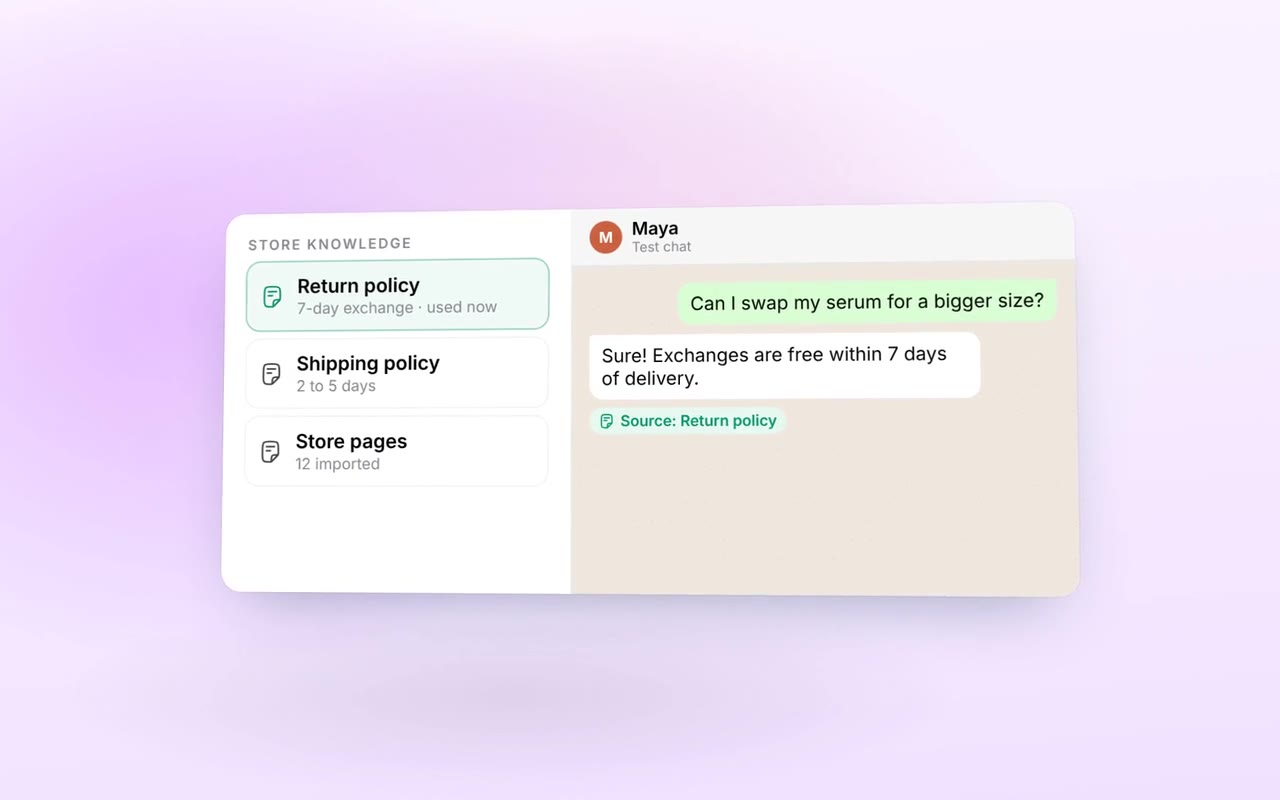 STORE KNOWLEDGE
Return policy
7-day exchange · used now
Shipping policy
2 to 5 days
Store pages
12 imported
M
Maya
Test chat
Can I swap my serum for a bigger size?
Sure! Exchanges are free within 7 days
of delivery.
Source: Return policy